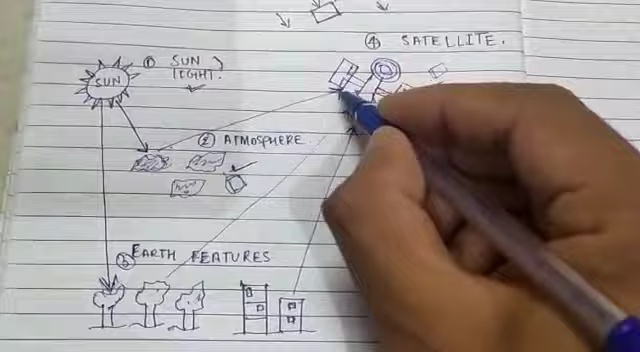 ④ SATELLITE.
① SUN
LIGHT.
SUN
② ATMOSPHERE.
③ EARTH FEATURES